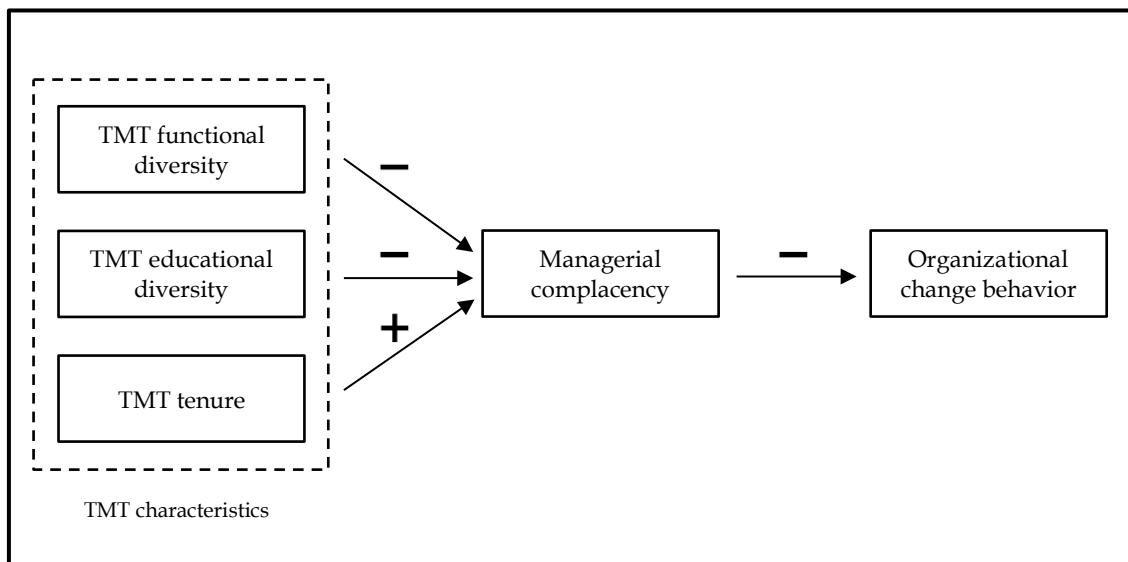 TMT functional
diversity
−
TMT educational
diversity
−
Managerial
complacency
−
Organizational
change behavior
+
TMT tenure
TMT characteristics